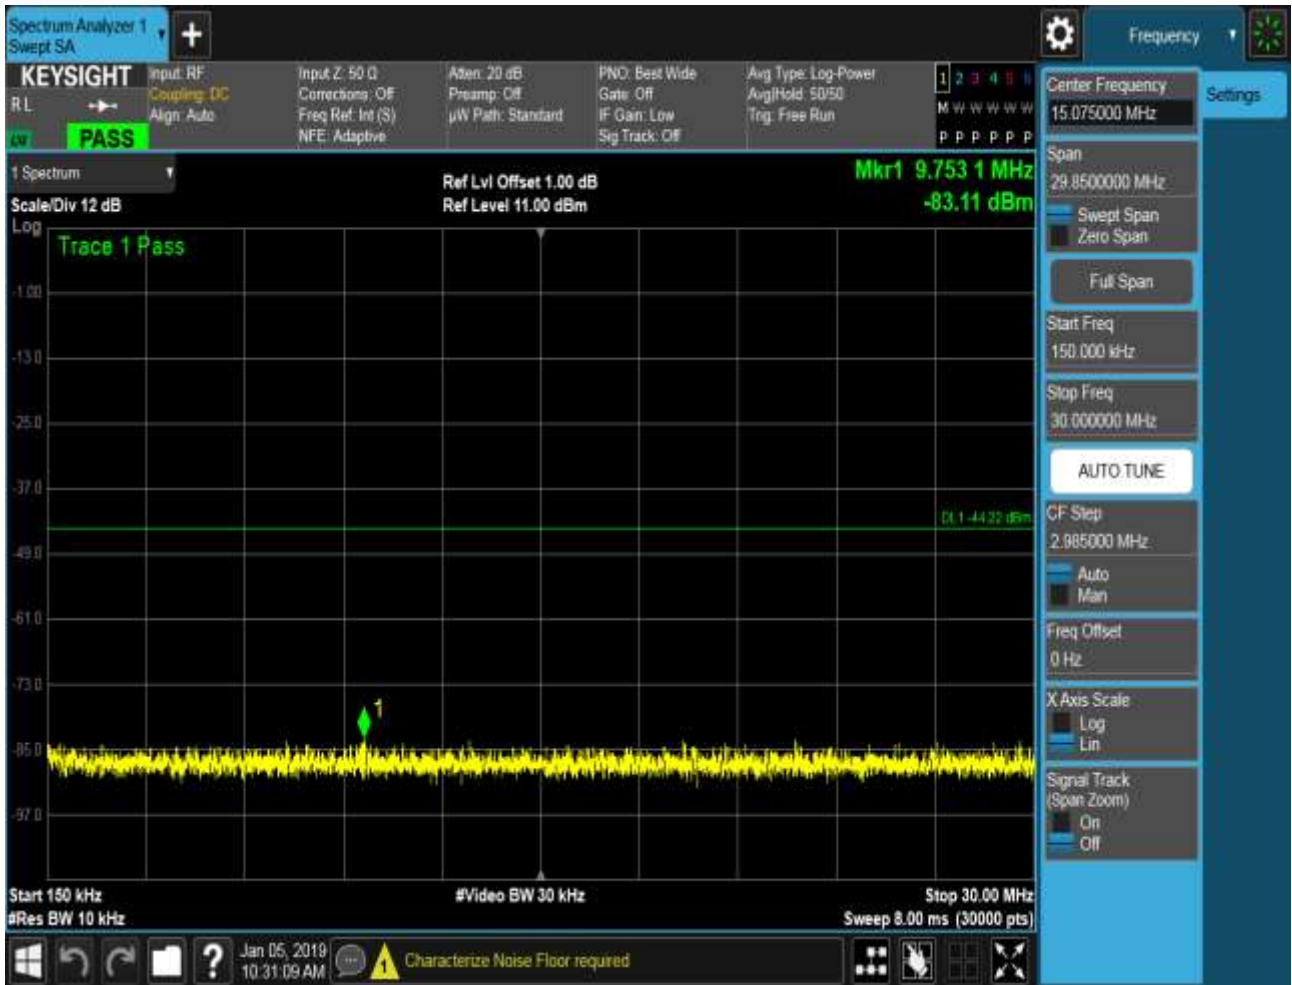 Spectrum Analyzer 1
Swept SA
+
Frequency
KEYSIGHT
R L
PASS
Input: RF
Coupling: DC
Align: Auto
Input Z: 50 Ω
Corrections: Off
Freq Ref: Int (S)
NFE: Adaptive
Atten: 20 dB
Preamp: Off
µW Path: Standard
PNO: Best Wide
Gate: Off
IF Gain: Low
Sig Track: Off
Avg Type: Log-Power
Avg|Hold: 50/50
Trig: Free Run
1 2 3 4 5 6
M W W W W W
P P P P P P
1 Spectrum
Scale/Div 12 dB
Ref Lvl Offset 1.00 dB
Ref Level 11.00 dBm
Mkr1 9.753 1 MHz
-83.11 dBm
Log
Trace 1 Pass
-1.00
-13.0
-25.0
-37.0
DL1 -44.22 dBm
-49.0
-61.0
-73.0
1
-85.0
-97.0
Start 150 kHz
#Video BW 30 kHz
Stop 30.00 MHz
#Res BW 10 kHz
Sweep 8.00 ms (30000 pts)
?
Jan 05, 2019
10:31:09 AM
1
Characterize Noise Floor required
Center Frequency
15.075000 MHz
Settings
Span
29.8500000 MHz
Swept Span
Zero Span
Full Span
Start Freq
150.000 kHz
Stop Freq
30.000000 MHz
AUTO TUNE
CF Step
2.985000 MHz
Auto
Man
Freq Offset
0 Hz
X Axis Scale
Log
Lin
Signal Track
(Span Zoom)
On
Off